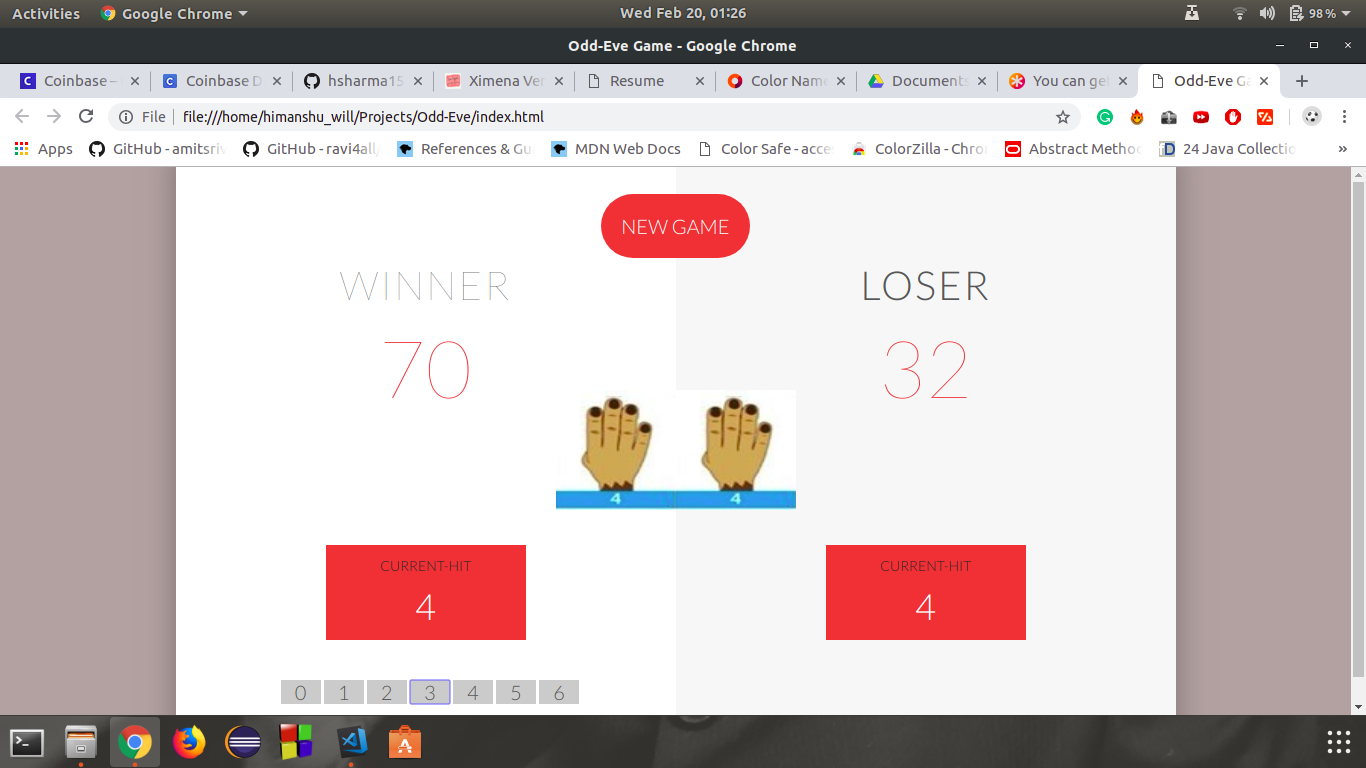 Activities Google Chrome Wed Feb 20, 01:26 98%
Odd-Eve Game - Google Chrome
Coinbase – Coinbase D hsharma15 Ximena Ver Resume Color Name Documents You can get Odd-Eve Ga
File file:///home/himanshu_will/Projects/Odd-Eve/index.html
Apps GitHub - amitsriv GitHub - ravi4all/ References & Gu MDN Web Docs Color Safe - acce ColorZilla - Chro Abstract Metho 24 Java Collectio »
NEW GAME
WINNER LOSER
70 32
4 4
CURRENT-HIT CURRENT-HIT
4 4
0 1 2 3 4 5 6